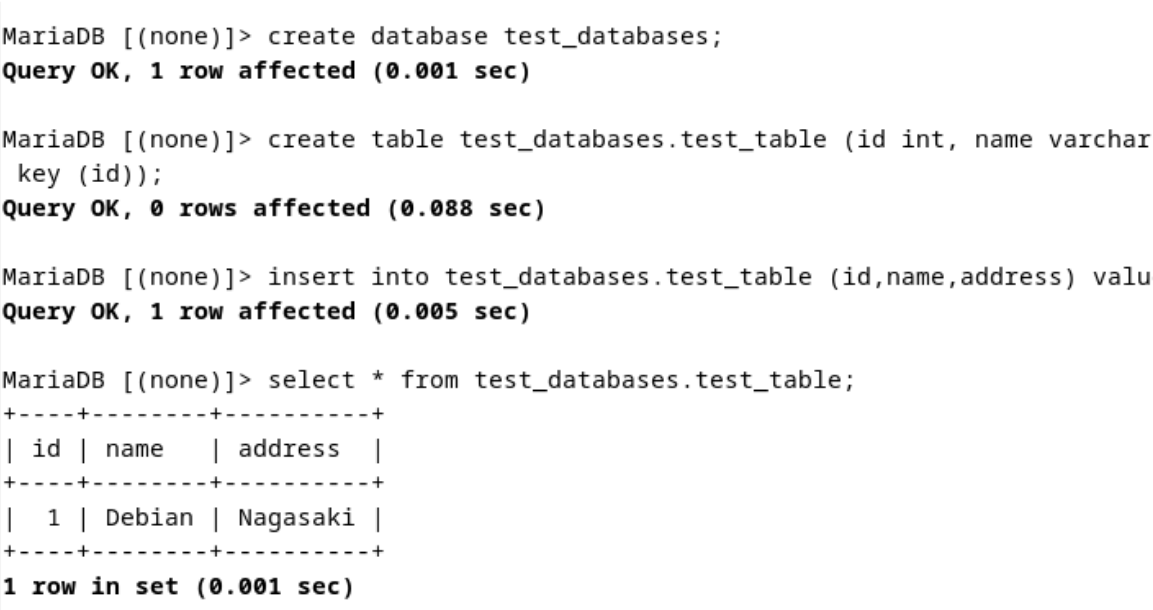 MariaDB [(none)]> create database test_databases;
Query OK, 1 row affected (0.001 sec)
MariaDB [(none)]> create table test_databases.test_table (id int, name varchar
 key (id));
Query OK, 0 rows affected (0.088 sec)
MariaDB [(none)]> insert into test_databases.test_table (id,name,address) valu
Query OK, 1 row affected (0.005 sec)
MariaDB [(none)]> select * from test_databases.test_table;
+----+--------+----------+
| id | name   | address  |
+----+--------+----------+
|  1 | Debian | Nagasaki |
+----+--------+----------+
1 row in set (0.001 sec)